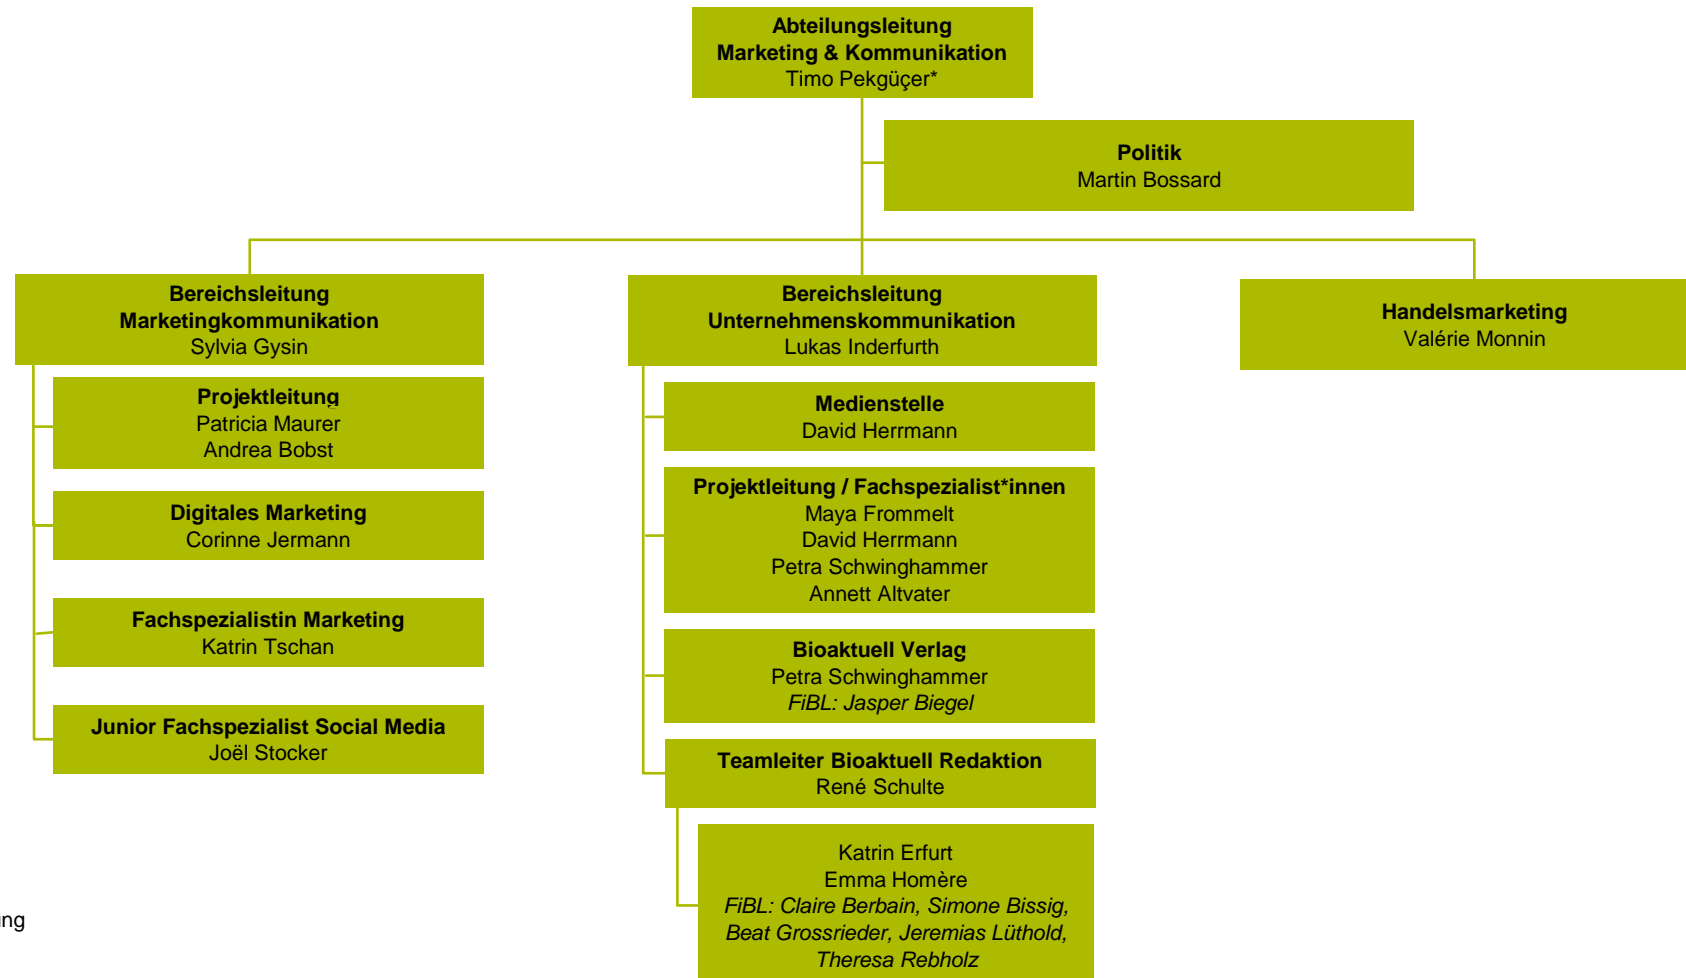 Abteilungsleitung
Marketing & Kommunikation
Timo Pekgüçer*
Politik
Martin Bossard
Bereichsleitung
Marketingkommunikation
Sylvia Gysin
Projektleitung
Patricia Maurer
Andrea Bobst
Digitales Marketing
Corinne Jermann
Fachspezialistin Marketing
Katrin Tschan
Junior Fachspezialist Social Media
Joël Stocker
Bereichsleitung
Unternehmenskommunikation
Lukas Inderfurth
Medienstelle
David Herrmann
Projektleitung / Fachspezialist*innen
Maya Frommelt
David Herrmann
Petra Schwinghammer
Annett Altvater
Bioaktuell Verlag
Petra Schwinghammer
FiBL: Jasper Biegel
Teamleiter Bioaktuell Redaktion
René Schulte
Katrin Erfurt
Emma Homère
FiBL: Claire Berbain, Simone Bissig,
Beat Grossrieder, Jeremias Lüthold,
Theresa Rebholz
Handelsmarketing
Valérie Monnin